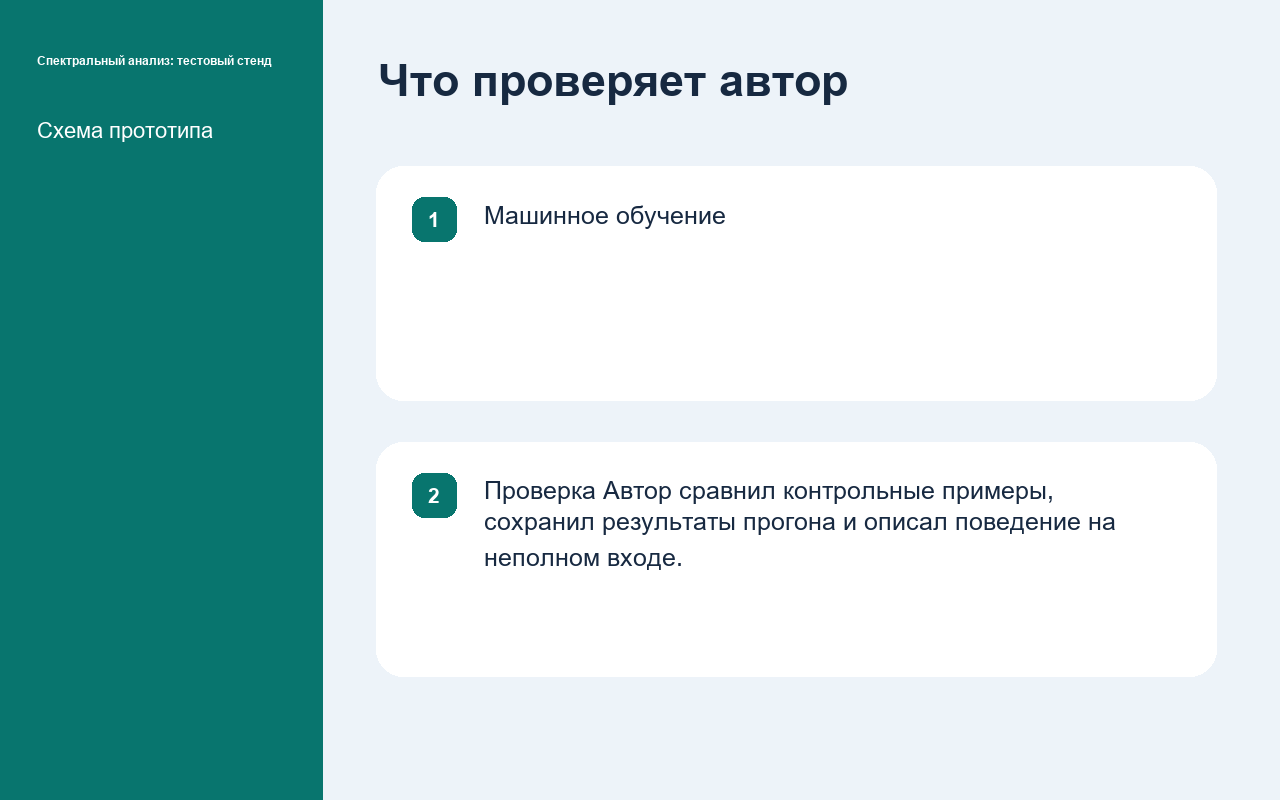 Спектральный анализ: тестовый стенд
Схема прототипа
Что проверяет автор
1
Машинное обучение
2
Проверка Автор сравнил контрольные примеры,
сохранил результаты прогона и описал поведение на
неполном входе.